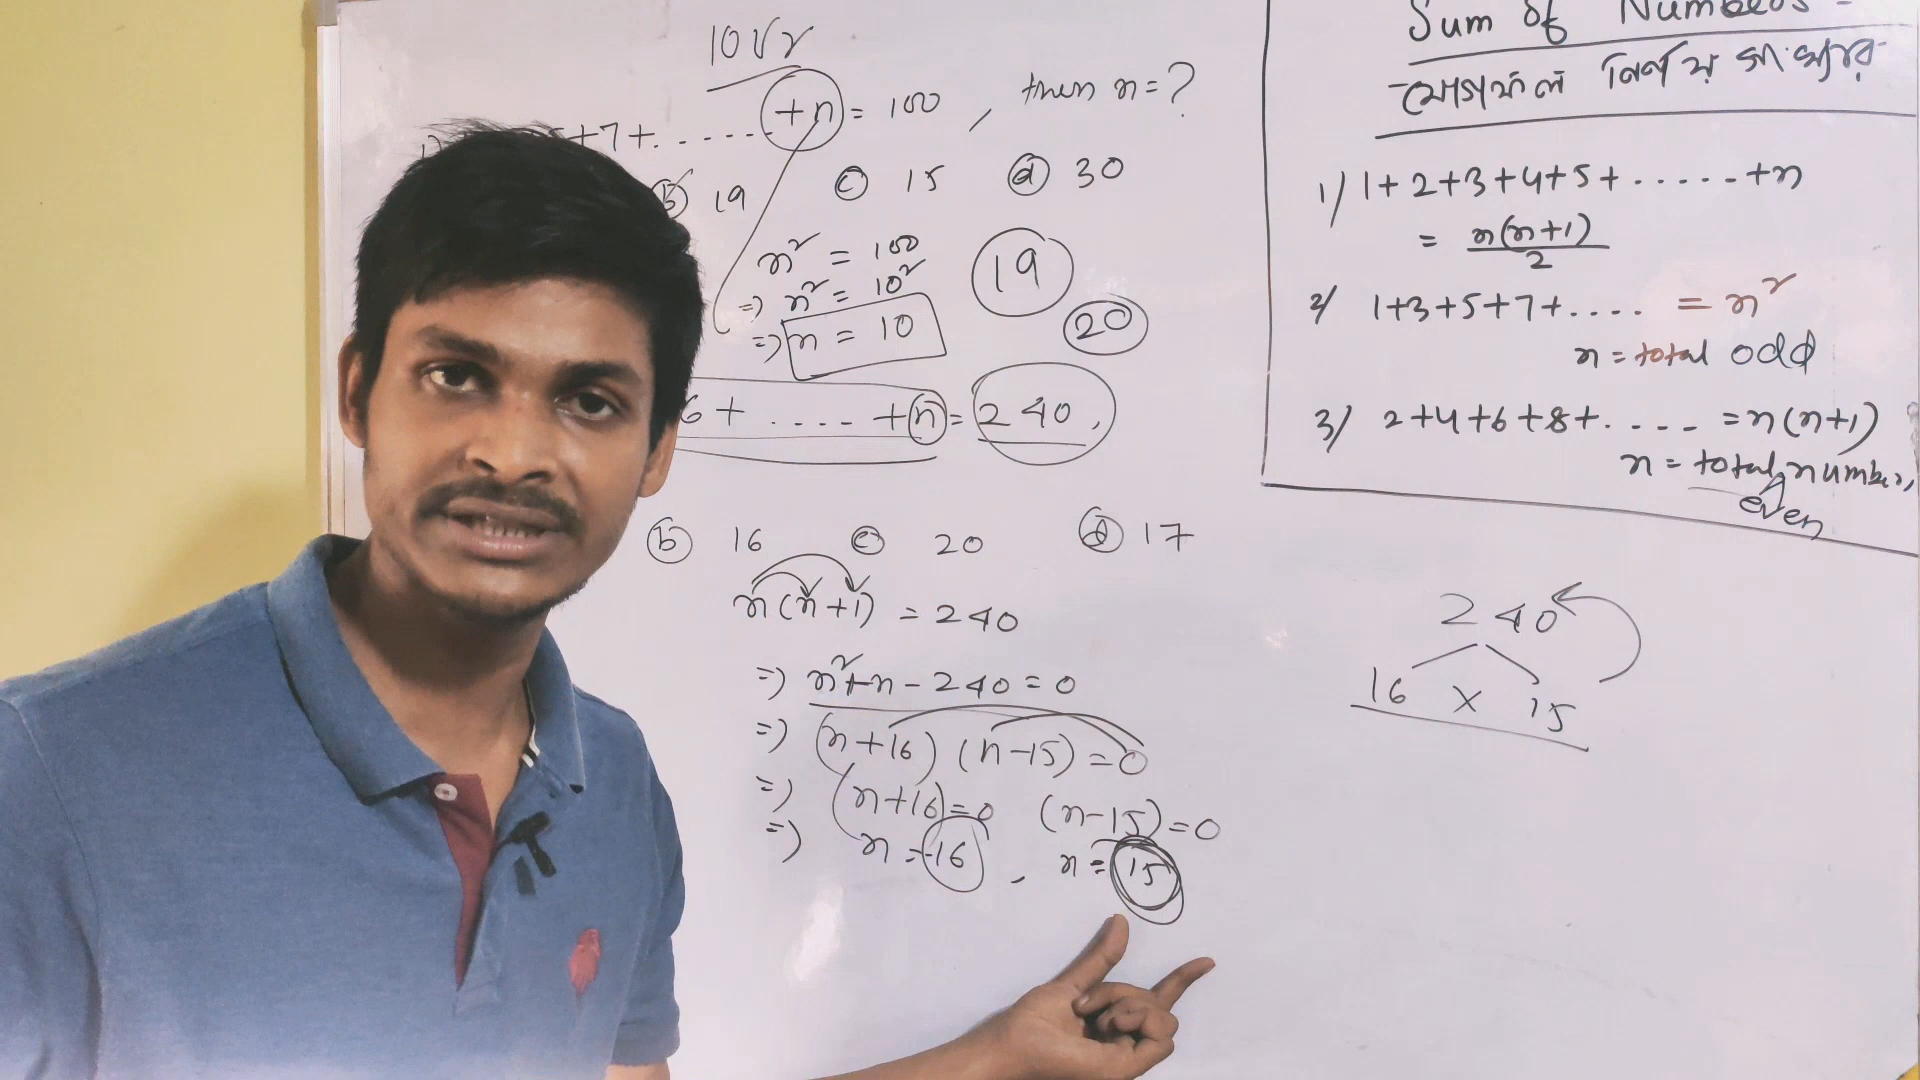 10টি
+7+.....+n = 100, then n=?
b 19 c 15 d 30
n² = 100
=) n² = 10²
=) n = 10
19
20
6+ .... +n = 240,
b 16 c 20 d 17
n(n+1) = 240
=) n²+n-240=0
=) (n+16) (n-15)=0
=) (n+16)=0 (n-15)=0
=) n=-16, n=15
Sum of Numbers-
যোগফল নির্ণয় সংখ্যার
1) 1+2+3+4+5+.....+n
= n(n+1)/2
2) 1+3+5+7+.... = n²
n = total odd
3) 2+4+6+8+.... = n(n+1)
n = total number,
even
240
16 x 15